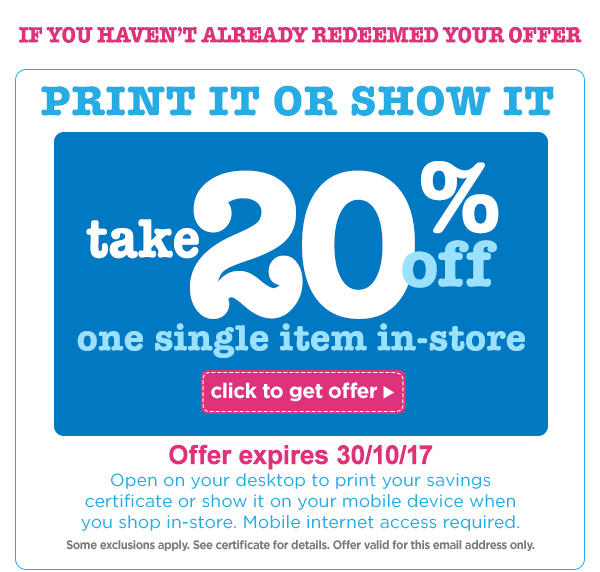 IF YOU HAVEN'T ALREADY REDEEMED YOUR OFFER
PRINT IT OR SHOW IT
take 20% off
one single item in-store
click to get offer
Offer expires 30/10/17
Open on your desktop to print your savings
certificate or show it on your mobile device when
you shop in-store. Mobile internet access required.
Some exclusions apply. See certificate for details. Offer valid for this email address only.